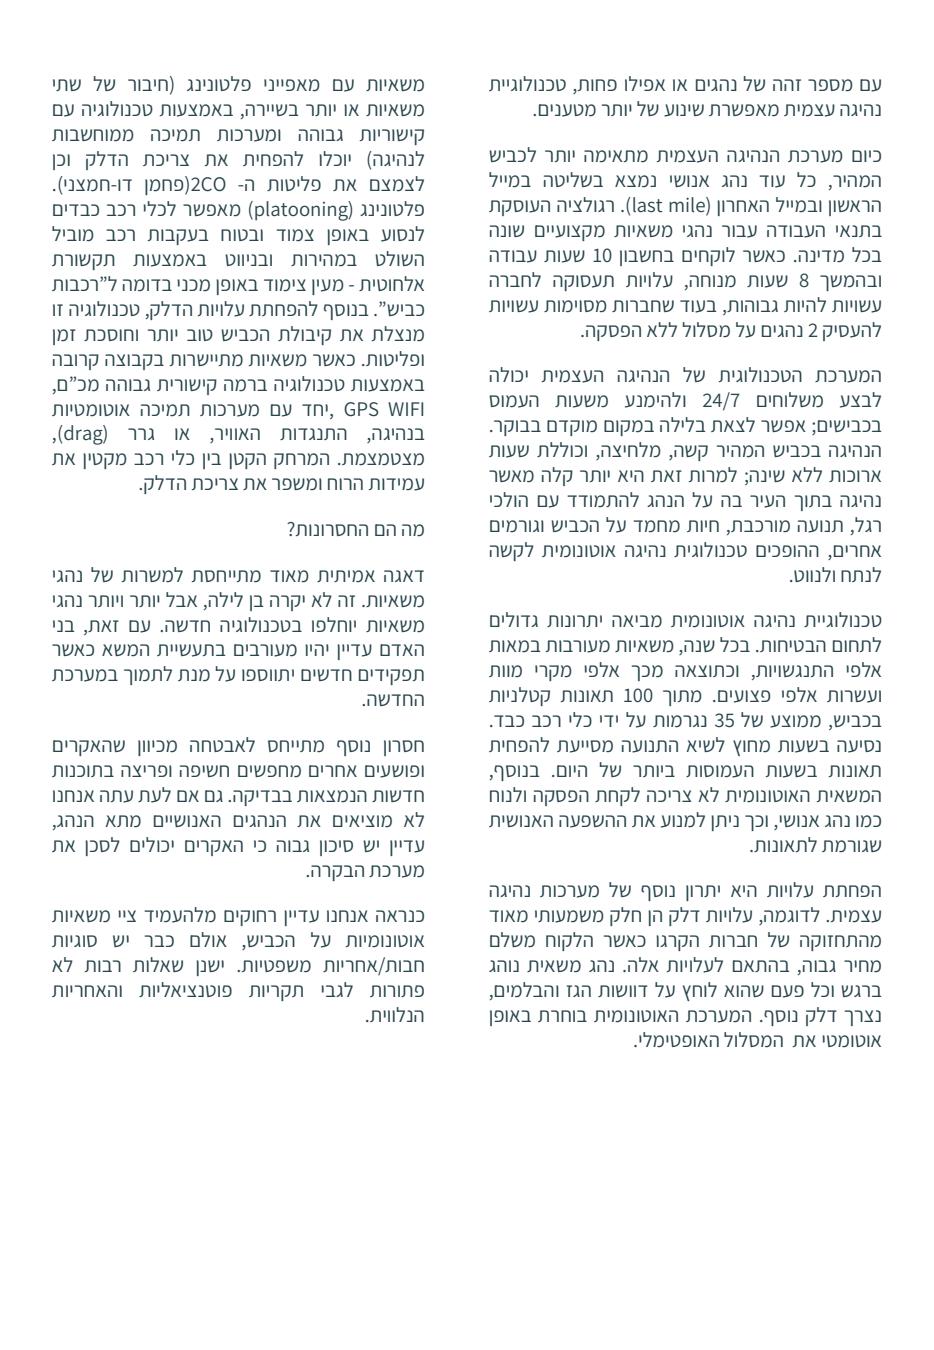 עם מספר זהה של נהגים או אפילו פחות, טכנולוגיית
נהיגה עצמית מאפשרת שינוע של יותר מטענים.
כיום מערכת הנהיגה העצמית מתאימה יותר לכביש
המהיר, כל עוד נהג אנושי נמצא בשליטה במייל
הראשון ובמייל האחרון (last mile). רגולציה העוסקת
בתנאי העבודה עבור נהגי משאיות מקצועיים שונה
בכל מדינה. כאשר לוקחים בחשבון 10 שעות עבודה
ובהמשך 8 שעות מנוחה, עלויות תעסוקה לחברה
עשויות להיות גבוהות, בעוד שחברות מסוימות עשויות
להעסיק 2 נהגים על מסלול ללא הפסקה.
המערכת הטכנולוגית של הנהיגה העצמית יכולה
לבצע משלוחים 24/7 ולהימנע משעות העמוס
בכבישים; אפשר לצאת בלילה במקום מוקדם בבוקר.
הנהיגה בכביש המהיר קשה, מלחיצה, וכוללת שעות
ארוכות ללא שינה; למרות זאת היא יותר קלה מאשר
נהיגה בתוך העיר בה על הנהג להתמודד עם הולכי
רגל, תנועה מורכבת, חיות מחמד על הכביש וגורמים
אחרים, ההופכים טכנולוגית נהיגה אוטונומית לקשה
לנתח ולנווט.
טכנולוגיית נהיגה אוטונומית מביאה יתרונות גדולים
לתחום הבטיחות. בכל שנה, משאיות מעורבות במאות
אלפי התנגשויות, וכתוצאה מכך אלפי מקרי מוות
ועשרות אלפי פצועים. מתוך 100 תאונות קטלניות
בכביש, ממוצע של 35 נגרמות על ידי כלי רכב כבד.
נסיעה בשעות מחוץ לשיא התנועה מסייעת להפחית
תאונות בשעות העמוסות ביותר של היום. בנוסף,
המשאית האוטונומית לא צריכה לקחת הפסקה ולנוח
כמו נהג אנושי, וכך ניתן למנוע את ההשפעה האנושית
שגורמת לתאונות.
הפחתת עלויות היא יתרון נוסף של מערכות נהיגה
עצמית. לדוגמה, עלויות דלק הן חלק משמעותי מאוד
מהתחזוקה של חברות הקרגו כאשר הלקוח משלם
מחיר גבוה, בהתאם לעלויות אלה. נהג משאית נוהג
ברגש וכל פעם שהוא לוחץ על דוושות הגז והבלמים,
נצרך דלק נוסף. המערכת האוטונומית בוחרת באופן
אוטומטי את המסלול האופטימלי.
משאיות עם מאפייני פלטונינג (חיבור של שתי
משאיות או יותר בשיירה, באמצעות טכנולוגיה עם
קישוריות גבוהה ומערכות תמיכה ממוחשבות
לנהיגה) יוכלו להפחית את צריכת הדלק וכן
לצמצם את פליטות ה- 2CO(פחמן דו-חמצני).
פלטונינג (platooning) מאפשר לכלי רכב כבדים
לנסוע באופן צמוד ובטוח בעקבות רכב מוביל
השולט במהירות ובניווט באמצעות תקשורת
אלחוטית - מעין צימוד באופן מכני בדומה ל”רכבות
כביש”. בנוסף להפחתת עלויות הדלק, טכנולוגיה זו
מנצלת את קיבולת הכביש טוב יותר וחוסכת זמן
ופליטות. כאשר משאיות מתיישרות בקבוצה קרובה
באמצעות טכנולוגיה ברמה קישורית גבוהה מכ”ם,
GPS WIFI ,יחד עם מערכות תמיכה אוטומטיות
בנהיגה, התנגדות האוויר, או גרר (drag),
מצטמצמת. המרחק הקטן בין כלי רכב מקטין את
עמידות הרוח ומשפר את צריכת הדלק.
מה הם החסרונות?
דאגה אמיתית מאוד מתייחסת למשרות של נהגי
משאיות. זה לא יקרה בן לילה, אבל יותר ויותר נהגי
משאיות יוחלפו בטכנולוגיה חדשה. עם זאת, בני
האדם עדיין יהיו מעורבים בתעשיית המשא כאשר
תפקידים חדשים יתווספו על מנת לתמוך במערכת
החדשה.
חסרון נוסף מתייחס לאבטחה מכיוון שהאקרים
ופושעים אחרים מחפשים חשיפה ופריצה בתוכנות
חדשות הנמצאות בבדיקה. גם אם לעת עתה אנחנו
לא מוציאים את הנהגים האנושיים מתא הנהג,
עדיין יש סיכון גבוה כי האקרים יכולים לסכן את
מערכת הבקרה.
כנראה אנחנו עדיין רחוקים מלהעמיד ציי משאיות
אוטונומיות על הכביש, אולם כבר יש סוגיות
חבות/אחריות משפטיות. ישנן שאלות רבות לא
פתורות לגבי תקריות פוטנציאליות והאחריות
הנלווית.